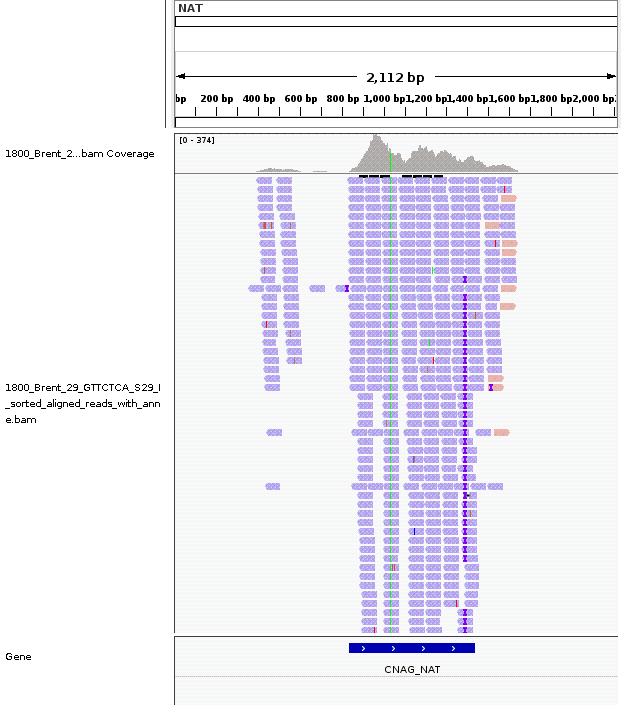 NAT
2,112 bp
bp 200 bp 400 bp 600 bp 800 bp 1,000 bp 1,200 bp 1,400 bp 1,600 bp 1,800 bp 2,000 bp
[0 - 374]
1800_Brent_2...bam Coverage
1800_Brent_29_GTTCTCA_S29_l
_sorted_aligned_reads_with_ann
e.bam
Gene
CNAG_NAT